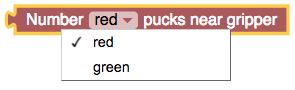 Number red pucks near gripper
✓ red
green